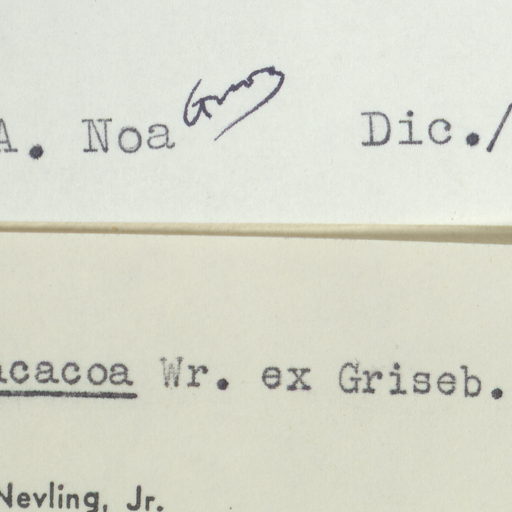 A. Noa Dic./
acacoa Wr. ex Griseb.
Nevling, Jr.